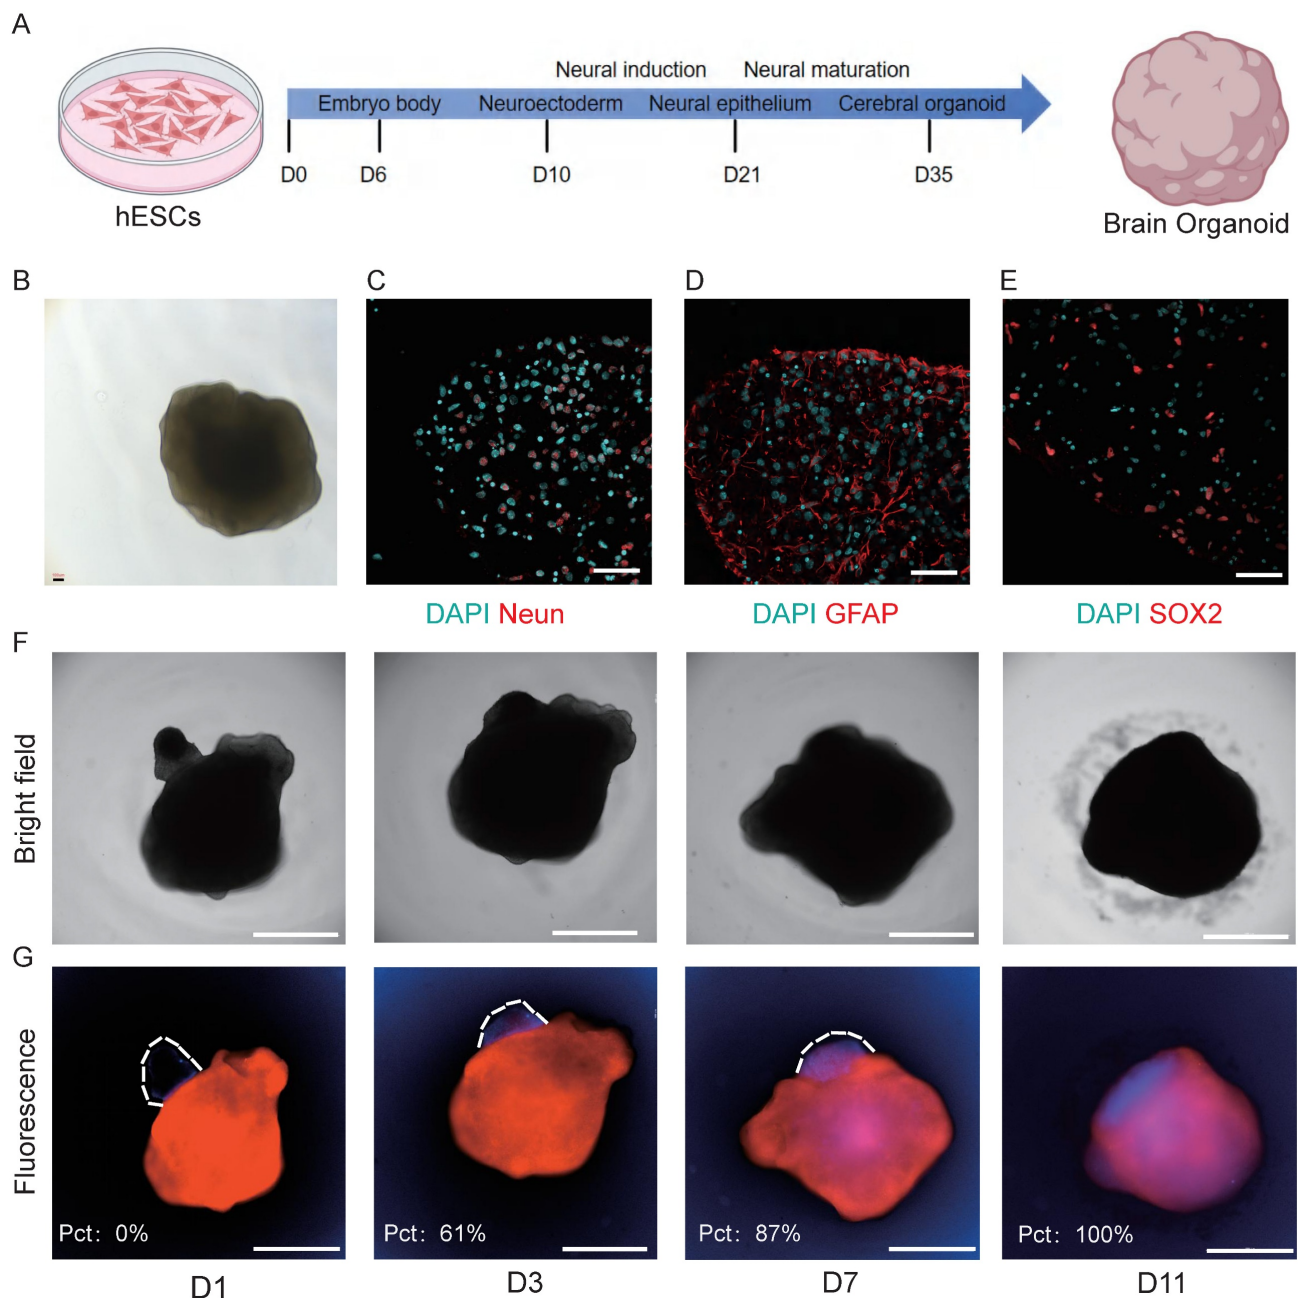 A
Neural induction Neural maturation
Embryo body Neuroectderm Neural epithelium Cerebral organoid
D0 D6 D10 D21 D35
hESCs
Brain Organoid
B C D E
DAPI Neun
DAPI GFAP
DAPI SOX2
F
Bright field
G
Fluorescence
Pct: 0%
Pct: 61%
Pct: 87%
Pct: 100%
D1 D3 D7 D11